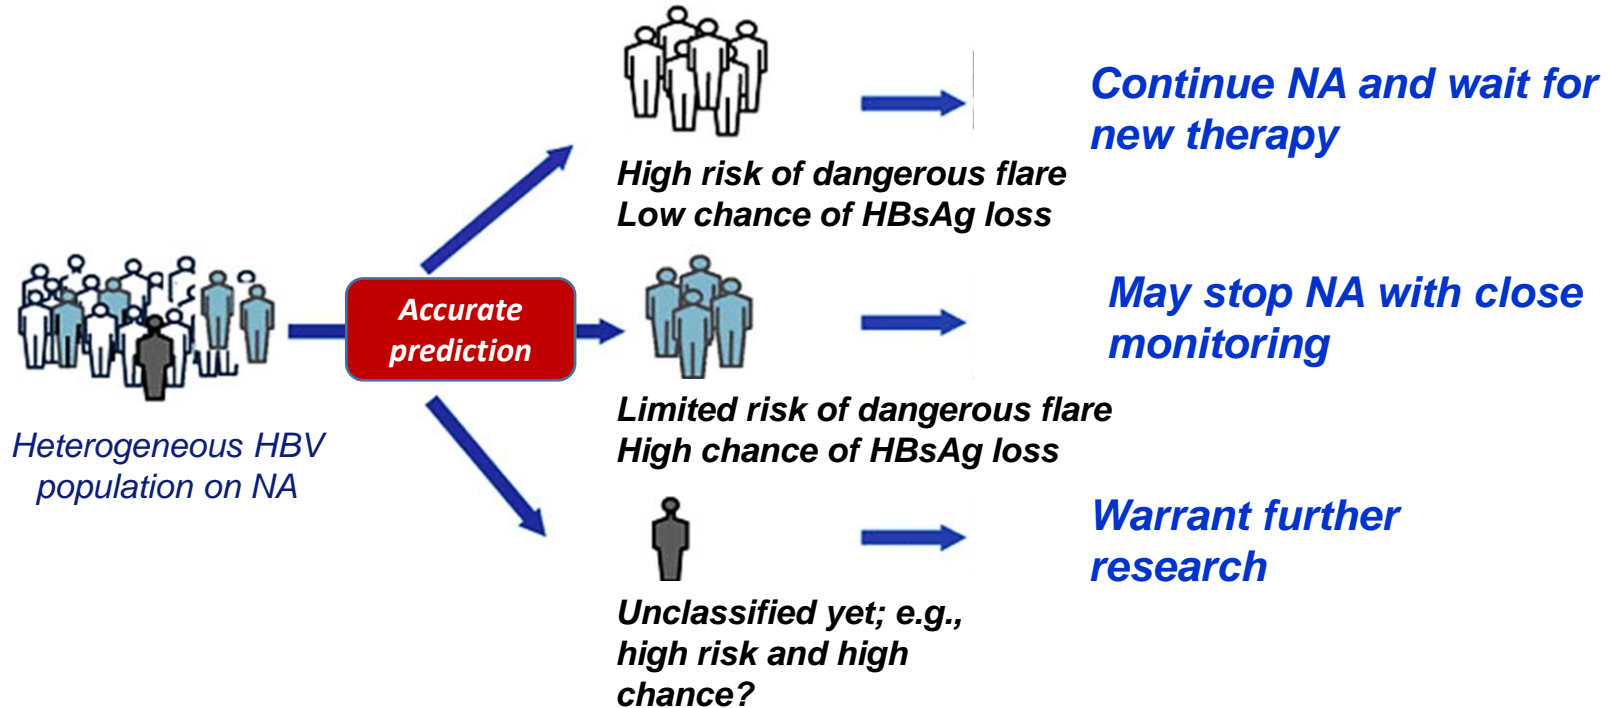 Heterogeneous HBV
population on NA
Accurate
prediction
High risk of dangerous flare
Low chance of HBsAg loss
Continue NA and wait for
new therapy
Limited risk of dangerous flare
High chance of HBsAg loss
May stop NA with close
monitoring
Unclassified yet; e.g.,
high risk and high
chance?
Warrant further
research